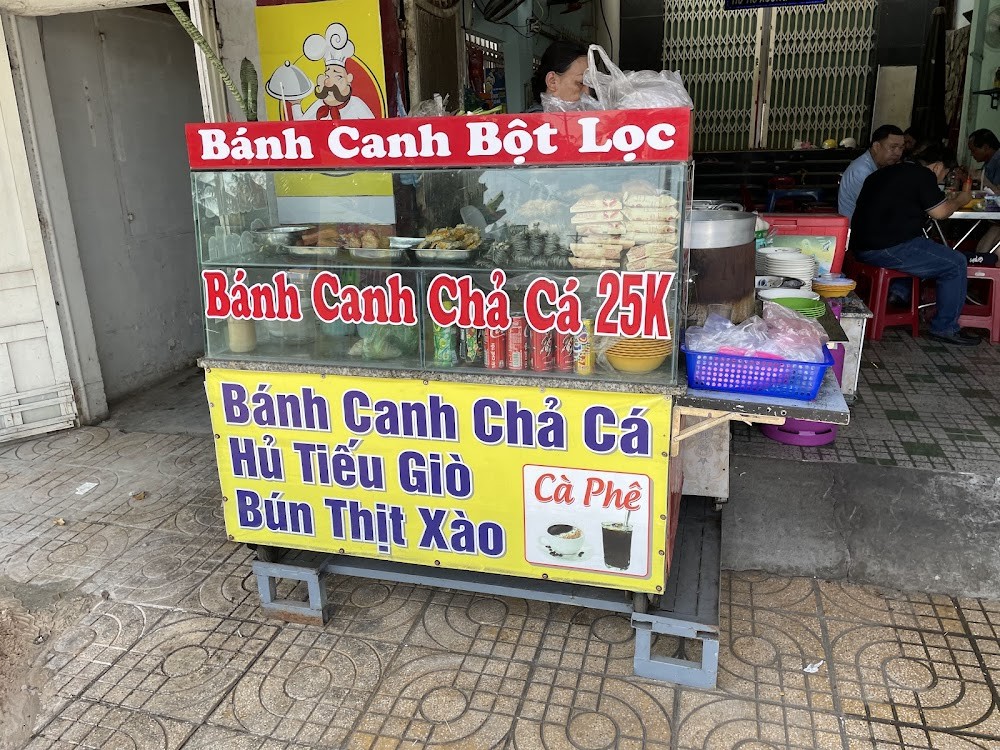 Bánh Canh Bột Lọc
Bánh Canh Chả Cá 25K
Bánh Canh Chả Cá
Hủ Tiếu Giò
Bún Thịt Xào
Cà Phê